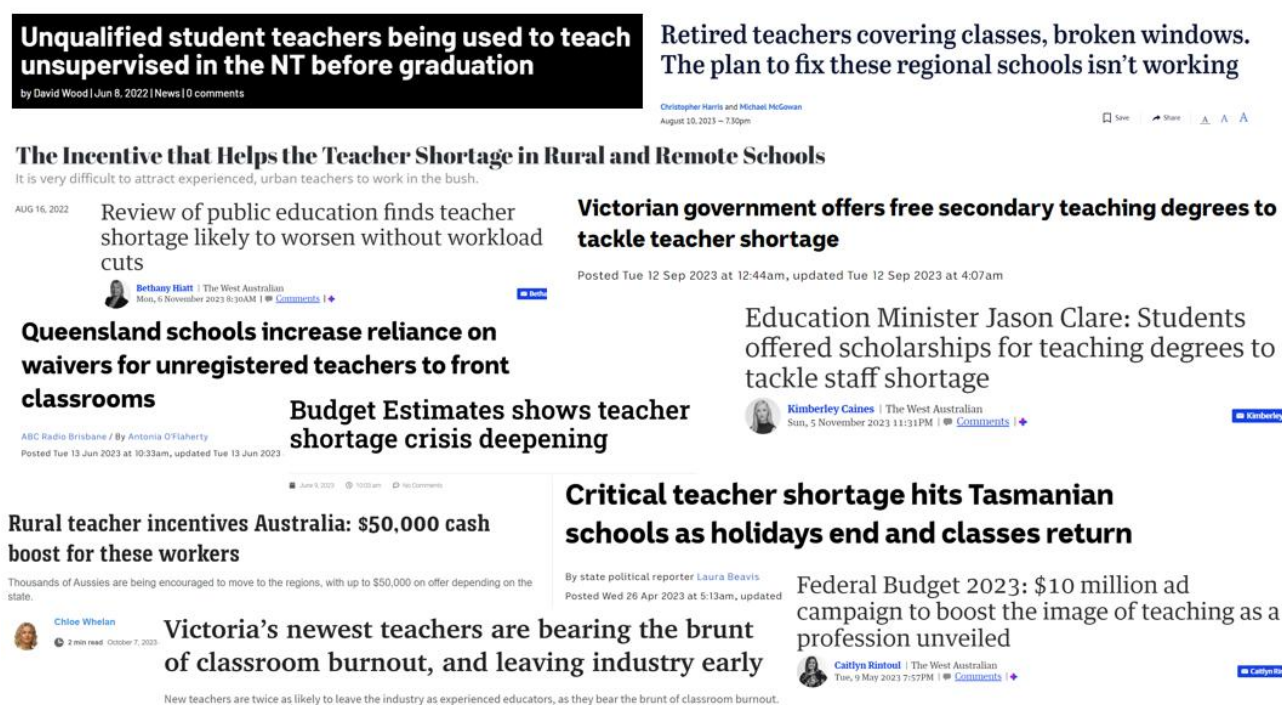 Unqualified student teachers being used to teach
unsupervised in the NT before graduation
by David Wood | Jun 8, 2022 | News | 0 comments
Retired teachers covering classes, broken windows.
The plan to fix these regional schools isn't working
Christopher Harris and Michael McGowan
August 10, 2023 – 7.30pm
Save
Share
A A A
The Incentive that Helps the Teacher Shortage in Rural and Remote Schools
It is very difficult to attract experienced, urban teachers to work in the bush.
AUG 16, 2022
Review of public education finds teacher
shortage likely to worsen without workload
cuts
Bethany Hiatt | The West Australian
Mon, 6 November 2023 8:30AM | Comments |
Betha
Victorian government offers free secondary teaching degrees to
tackle teacher shortage
Posted Tue 12 Sep 2023 at 12:44am, updated Tue 12 Sep 2023 at 4:07am
Queensland schools increase reliance on
waivers for unregistered teachers to front
classrooms
ABC Radio Brisbane / By Antonia O'Flaherty
Posted Tue 13 Jun 2023 at 10:33am, updated Tue 13 Jun 2023
Education Minister Jason Clare: Students
offered scholarships for teaching degrees to
tackle staff shortage
Kimberley Caines | The West Australian
Sun, 5 November 2023 11:31PM | Comments |
Kimberley
Budget Estimates shows teacher
shortage crisis deepening
June 9, 2023 10:00 am No Comments
Critical teacher shortage hits Tasmanian
schools as holidays end and classes return
By state political reporter Laura Beavis
Posted Wed 26 Apr 2023 at 5:13am, updated
Rural teacher incentives Australia: $50,000 cash
boost for these workers
Thousands of Aussies are being encouraged to move to the regions, with up to $50,000 on offer depending on the
state.
Chloe Whelan
2 min read October 7, 2023
Federal Budget 2023: $10 million ad
campaign to boost the image of teaching as a
profession unveiled
Caitlyn Rintoul | The West Australian
Tue, 9 May 2023 7:57PM | Comments |
Caitlyn Ri
Victoria's newest teachers are bearing the brunt
of classroom burnout, and leaving industry early
New teachers are twice as likely to leave the industry as experienced educators, as they bear the brunt of classroom burnout.